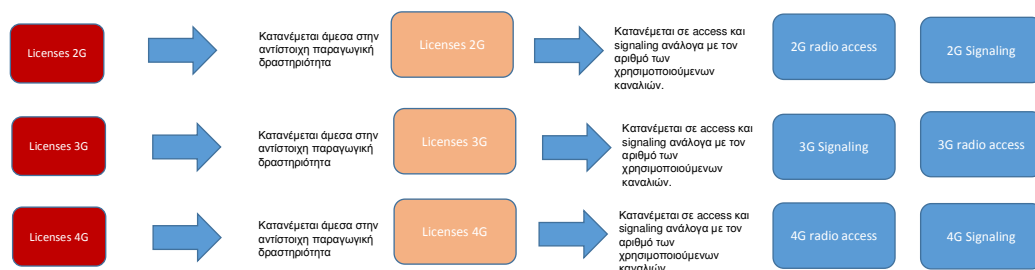 Licenses 2G
Κατανέμεται άμεσα στην
αντίστοιχη παραγωγική
δραστηριότητα
Licenses 2G
Κατανέμεται σε access και
signaling ανάλογα με τον
αριθμό των
χρησιμοποιούμενων
καναλιών.
2G radio access
2G Signaling
Licenses 3G
Κατανέμεται άμεσα στην
αντίστοιχη παραγωγική
δραστηριότητα
Licenses 3G
Κατανέμεται σε access και
signaling ανάλογα με τον
αριθμό των
χρησιμοποιούμενων
καναλιών.
3G Signaling
3G radio access
Licenses 4G
Κατανέμεται άμεσα στην
αντίστοιχη παραγωγική
δραστηριότητα
Licenses 4G
Κατανέμεται σε access και
signaling ανάλογα με τον
αριθμό των
χρησιμοποιούμενων
καναλιών
4G radio access
4G Signaling